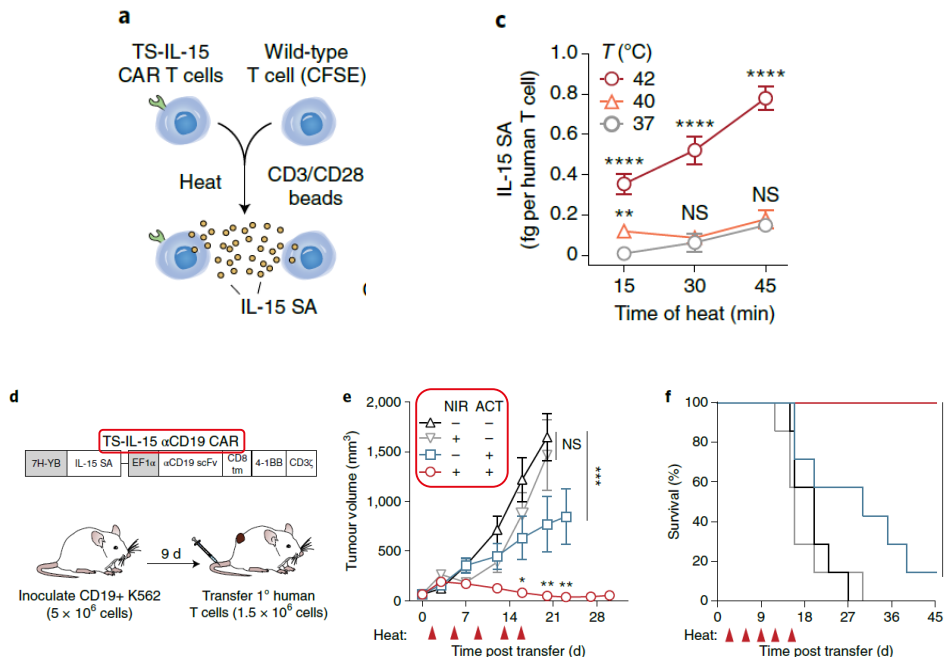 a
TS-IL-15
CAR T cells
Wild-type
T cell (CFSE)
Heat
CD3/CD28
beads
IL-15 SA
c
IL-15 SA
(fg per human T cell)
1.0
0.8
0.6
0.4
0.2
0
T (°C)
42
40
37
****
****
****
**
NS
NS
15 30 45
Time of heat (min)
d
TS-IL-15 αCD19 CAR
7H-YB IL-15 SA EF1α αCD19 scFv CD8 tm 4-1BB CD3ζ
9 d
Inoculate CD19+ K562
(5 × 10⁶ cells)
Transfer 1° human
T cells (1.5 × 10⁶ cells)
e
Tumour volume (mm³)
2,000
1,500
1,000
500
0
NIR ACT
– –
+ –
– +
+ +
NS
***
* ** **
0 7 14 21 28
Heat:
Time post transfer (d)
f
Survival (%)
100
80
60
40
20
0
0 9 18 27 36 45
Heat:
Time post transfer (d)